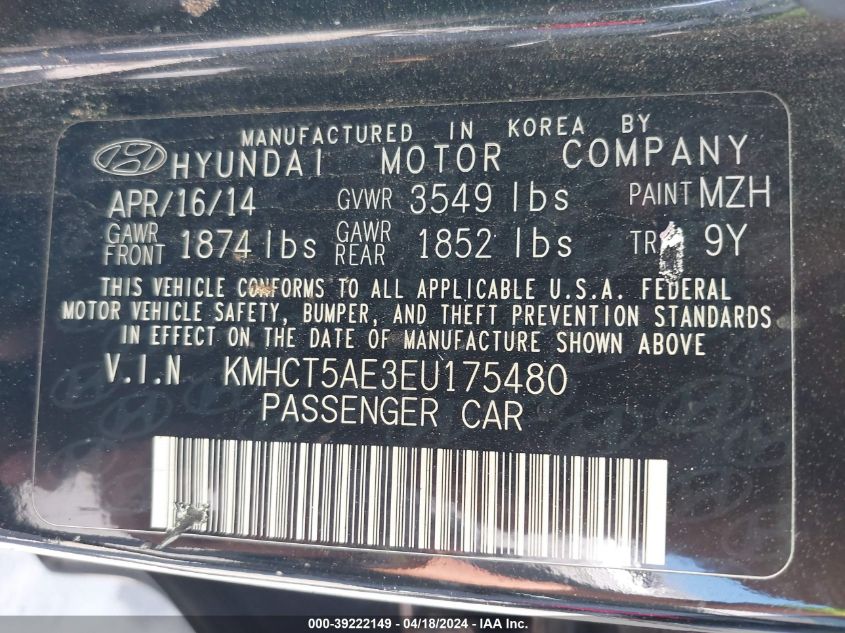 MANUFACTURED IN KOREA BY
HYUNDAI MOTOR COMPANY
APR/16/14 GVWR 3549 lbs PAINT MZH
GAWR FRONT 1874 lbs GAWR REAR 1852 lbs TR 9Y
THIS VEHICLE CONFORMS TO ALL APPLICABLE U.S.A. FEDERAL
MOTOR VEHICLE SAFETY, BUMPER, AND THEFT PREVENTION STANDARDS
IN EFFECT ON THE DATE OF MANUFACTURE SHOWN ABOVE
V.I.N KMHCT5AE3EU175480
PASSENGER CAR
000-39222149 - 04/18/2024 - IAA Inc.